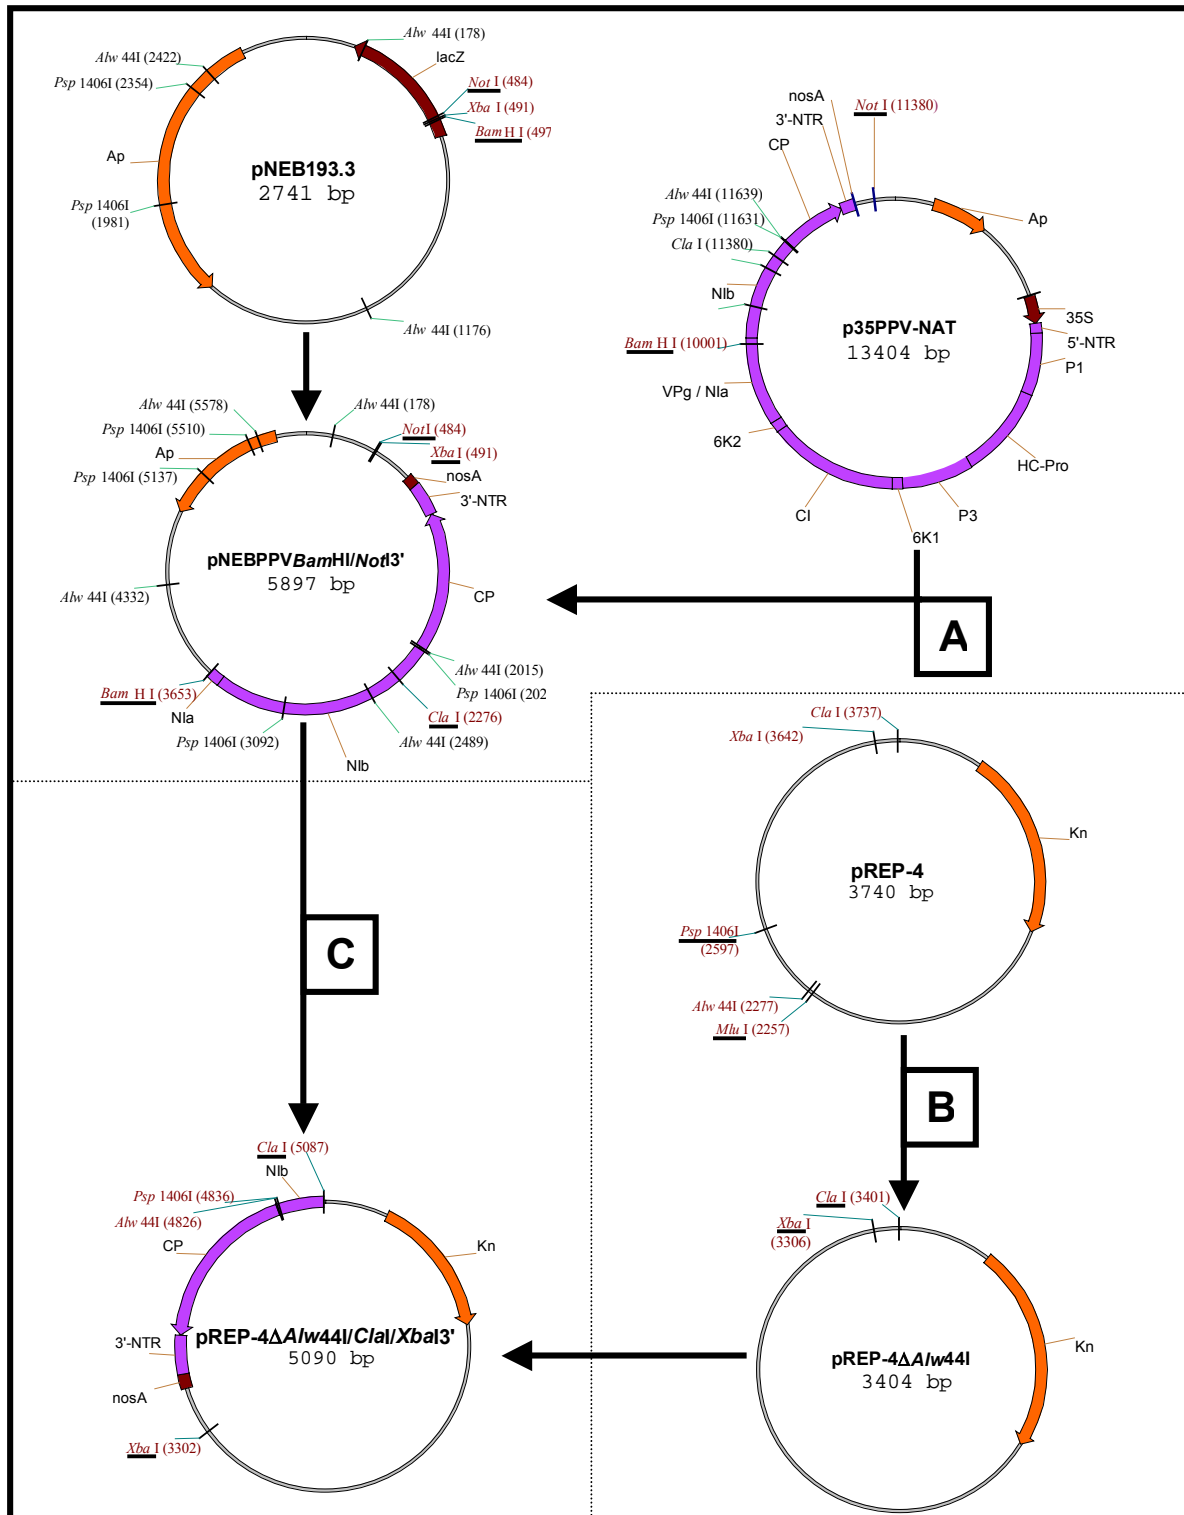 Alw 44I (178)
lacZ
Alw 44I (2422)
Psp 1406I (2354)
Not I (484)
Xba I (491)
Bam H I (497
Ap
pNEB193.3
2741 bp
Psp 1406I
(1981)
Alw 44I (1176)
nosA
Not I (11380)
3'-NTR
CP
Alw 44I (11639)
Psp 1406I (11631)
Cla I (11380)
Ap
NIb
35S
p35PPV-NAT
5'-NTR
13404 bp
Bam H I (10001)
P1
VPg / NIa
6K2
HC-Pro
CI
P3
6K1
A
Alw 44I (5578)
Alw 44I (178)
Psp 1406I (5510)
NotI (484)
Ap
Xba I (491)
Psp 1406I (5137)
nosA
3'-NTR
pNEBPPVBamHI/NotI3'
5897 bp
CP
Alw 44I (4332)
Alw 44I (2015)
Psp 1406I (202
Bam H I (3653)
NIa
Cla I (2276)
Psp 1406I (3092)
Alw 44I (2489)
NIb
C
Cla I (3737)
Xba I (3642)
Kn
pREP-4
3740 bp
Psp 1406I
(2597)
Alw 44I (2277)
Mlu I (2257)
B
Cla I (5087)
NIb
Psp 1406I (4836)
Alw 44I (4826)
CP
Kn
pREP-4ΔAlw44I/ClaI/XbaI3'
5090 bp
3'-NTR
nosA
Xba I (3302)
Cla I (3401)
Xba I
(3306)
Kn
pREP-4ΔAlw44I
3404 bp